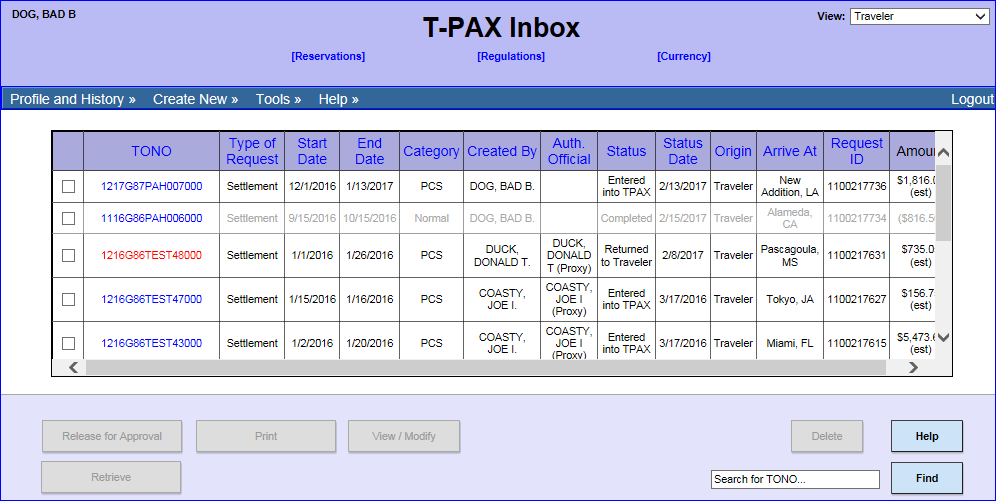 DOG, BAD B
T-PAX Inbox
View: Traveler
[Reservations] [Regulations] [Currency]
Profile and History » Create New » Tools » Help » Logout
TONO Type of Request Start Date End Date Category Created By Auth. Official Status Status Date Origin Arrive At Request ID Amoun
1217G87PAH007000 Settlement 12/1/2016 1/13/2017 PCS DOG, BAD B. Entered into TPAX 2/13/2017 Traveler New Addition, LA 1100217736 $1,816.0 (est)
1116G86PAH006000 Settlement 9/15/2016 10/15/2016 Normal DOG, BAD B. Completed 2/15/2017 Traveler Alameda, CA 1100217734 ($816.50
1216G86TEST48000 Settlement 1/1/2016 1/26/2016 PCS DUCK, DONALD T. DUCK, DONALD T (Proxy) Returned to Traveler 2/8/2017 Traveler Pascagoula, MS 1100217631 $735.0 (est)
1216G86TEST47000 Settlement 1/15/2016 1/16/2016 PCS COASTY, JOE I. COASTY, JOE I (Proxy) Entered into TPAX 3/17/2016 Traveler Tokyo, JA 1100217627 $156.7 (est)
1216G86TEST43000 Settlement 1/2/2016 1/20/2016 PCS COASTY, JOE I. COASTY, JOE I (Proxy) Entered into TPAX 3/17/2016 Traveler Miami, FL 1100217615 $5,473.6 (est)
Release for Approval Print View / Modify Delete Help
Retrieve Search for TONO... Find